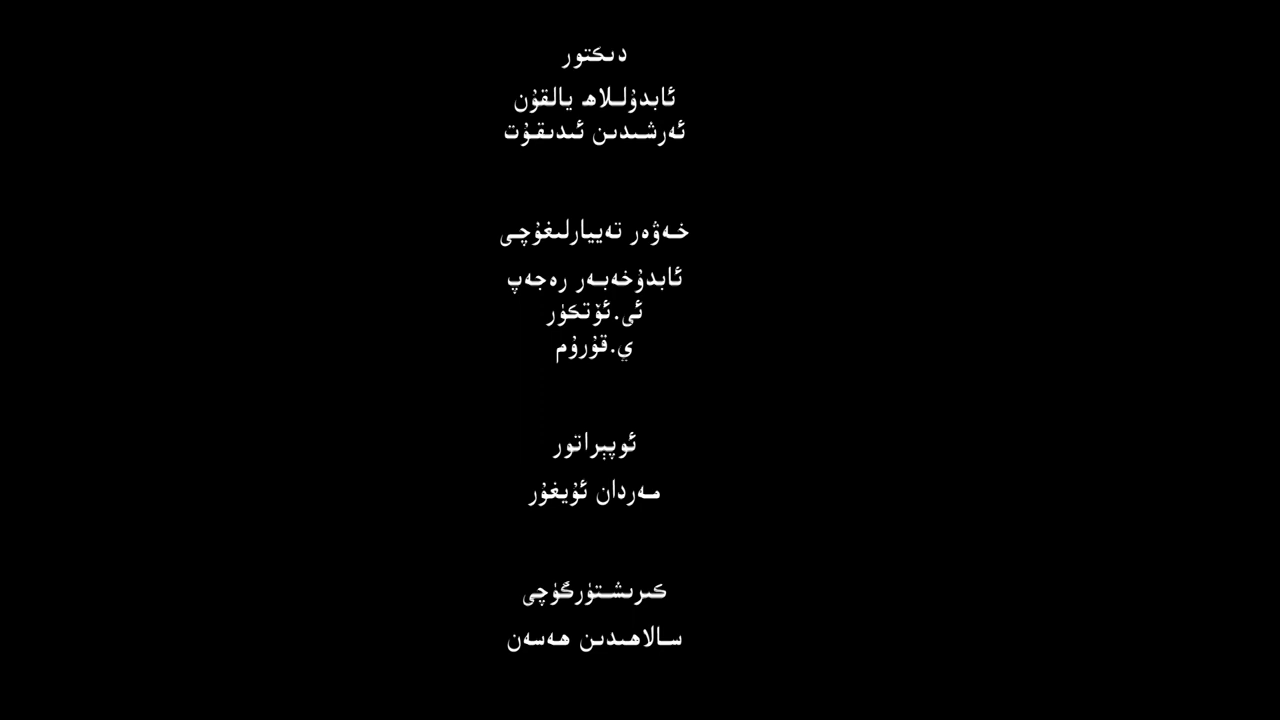 دىكتور
ئابدۇللاھ يالقۇن
ئەرشىدىن ئىدىقۇت
خەۋەر تەييارلىغۇچى
ئابدۇخەبەر رەجەپ
ئى.ئۆتكۈر
ي.قۇرۇم
ئوپېراتور
مەردان ئۇيغۇر
كىرىشتۈرگۈچى
سالاھىدىن ھەسەن